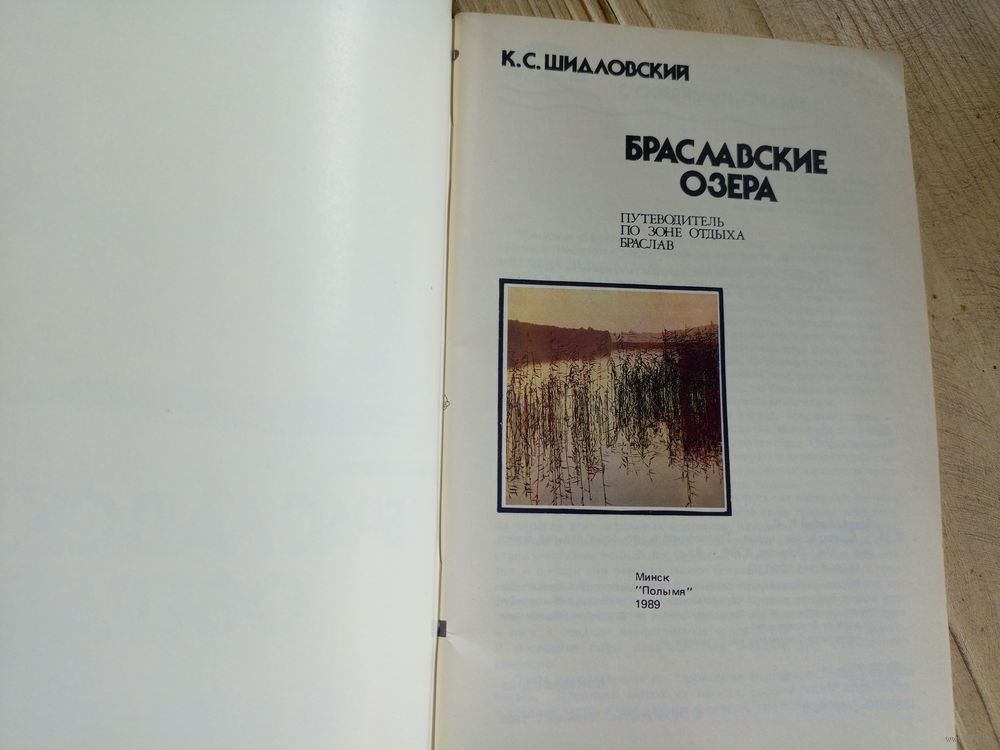 К.С.ШИДЛОВСКИЙ
БРАСЛАВСКИЕ
ОЗЕРА
ПУТЕВОДИТЕЛЬ
ПО ЗОНЕ ОТДЫХА
БРАСЛАВ
Минск
"Полымя"
1989